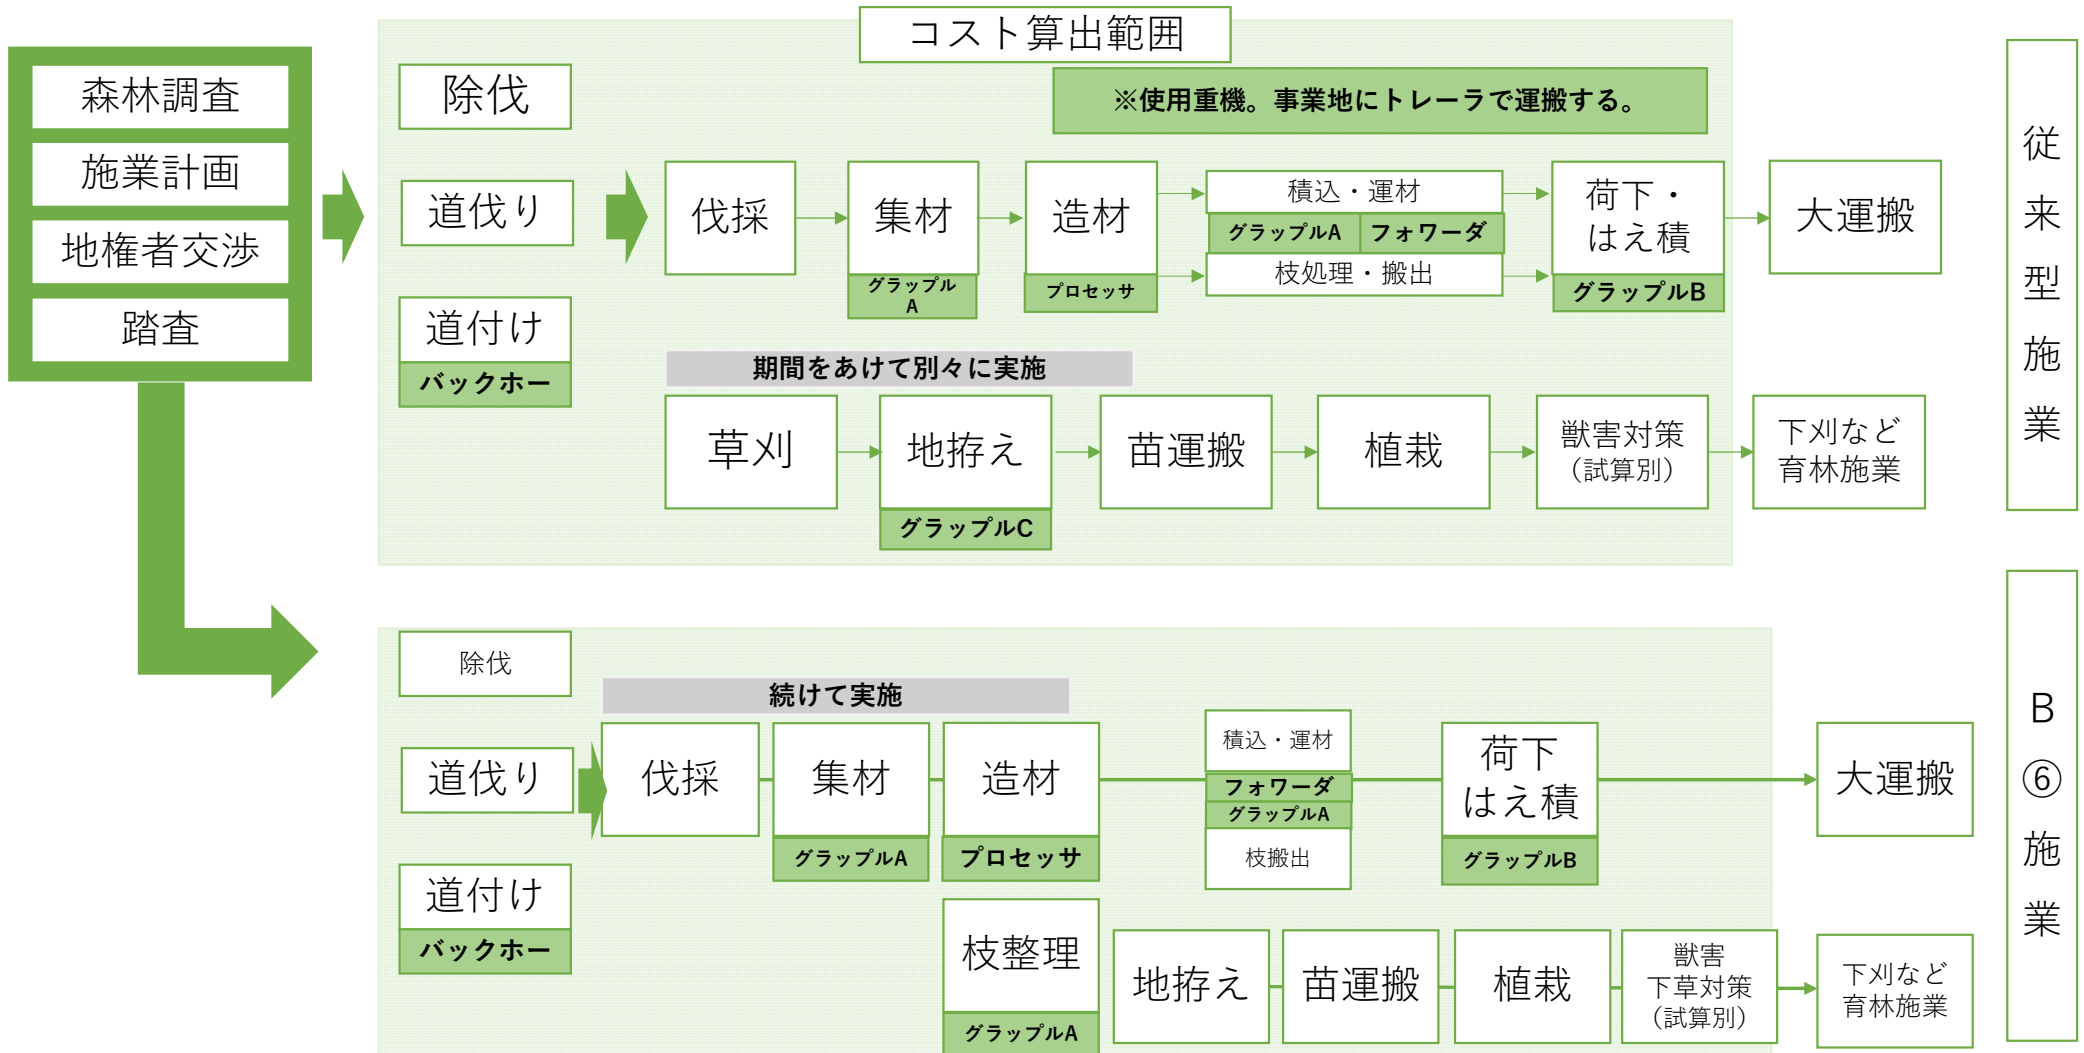 コスト算出範囲
森林調査
施業計画
地権者交渉
踏査
除伐
道伐り
道付け
バックホー
※使用重機。事業地にトレーラで運搬する。
伐採
集材
グラップル
A
造材
プロセッサ
積込・運材
グラップルA
フォワーダ
枝処理・搬出
荷下・
はえ積
グラップルB
大運搬
期間をあけて別々に実施
草刈
地拵え
グラップルC
苗運搬
植栽
獣害対策
（試算別）
下刈など
育林施業
従来型施業
除伐
道伐り
道付け
バックホー
続けて実施
伐採
集材
グラップルA
造材
プロセッサ
積込・運材
フォワーダ
グラップルA
枝搬出
荷下
はえ積
グラップルB
大運搬
枝整理
グラップルA
地拵え
苗運搬
植栽
獣害
下草対策
（試算別）
下刈など
育林施業
B⑥施業